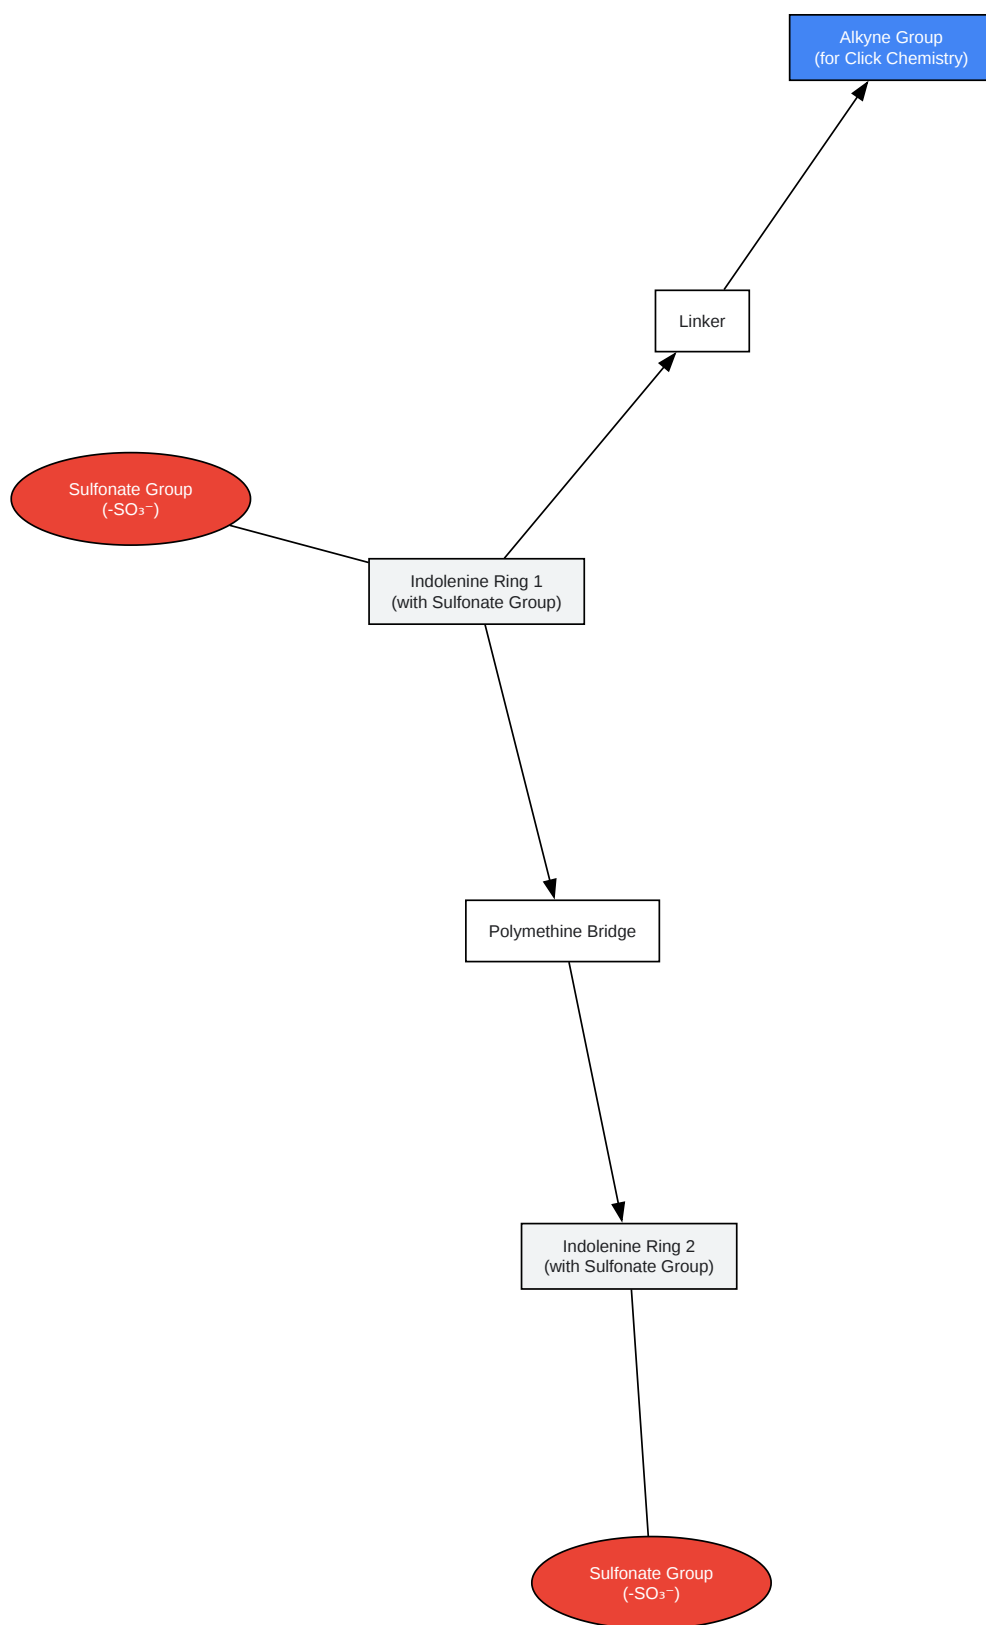 Alkyne Group
(for Click Chemistry)
Linker
Sulfonate Group
(-SO₃⁻)
Indolenine Ring 1
(with Sulfonate Group)
Polymethine Bridge
Indolenine Ring 2
(with Sulfonate Group)
Sulfonate Group
(-SO₃⁻)